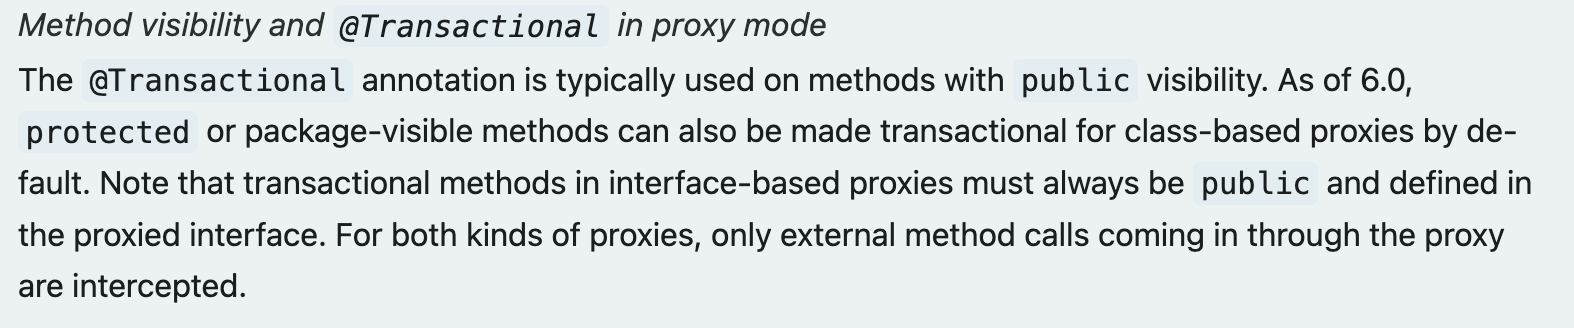 Method visibility and @Transactional in proxy mode
The @Transactional annotation is typically used on methods with public visibility. As of 6.0,
protected or package-visible methods can also be made transactional for class-based proxies by de-
fault. Note that transactional methods in interface-based proxies must always be public and defined in
the proxied interface. For both kinds of proxies, only external method calls coming in through the proxy
are intercepted.